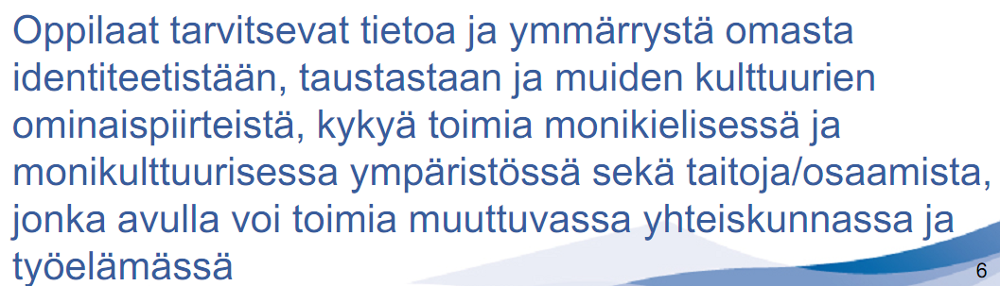 Oppilaat tarvitsevat tietoa ja ymmärrystä omasta
identiteetistään, taustastaan ja muiden kulttuurien
ominaispiirteistä, kykyä toimia monikielisessä ja
monikulttuurisessa ympäristössä sekä taitoja/osaamista,
jonka avulla voi toimia muuttuvassa yhteiskunnassa ja
työelämässä
6